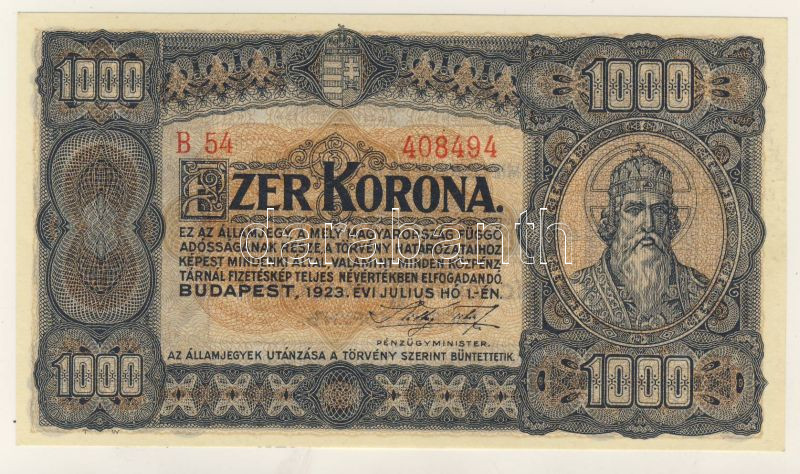 1000
1000
B 54 408494
EZER KORONA.
EZ AZ ÁLLAMJEGY, A MELY MAGYARORSZÁG FÜGGŐ
ADÓSSÁGÁNAK RÉSZE, A TÖRVÉNY HATÁROZATAIHOZ
KÉPEST MINDENKI ÁLTAL, VALAMINT MINDEN KÖZPÉNZ-
TÁRNÁL FIZETÉSKÉP TELJES NÉVÉRTÉKBEN ELFOGADANDÓ.
BUDAPEST, 1923. ÉVI JULIUS HÓ 1.-ÉN.
PÉNZÜGYMINISTER.
AZ ÁLLAMJEGYEK UTÁNZÁSA A TÖRVÉNY SZERINT BÜNTETTETIK.
1000
1000